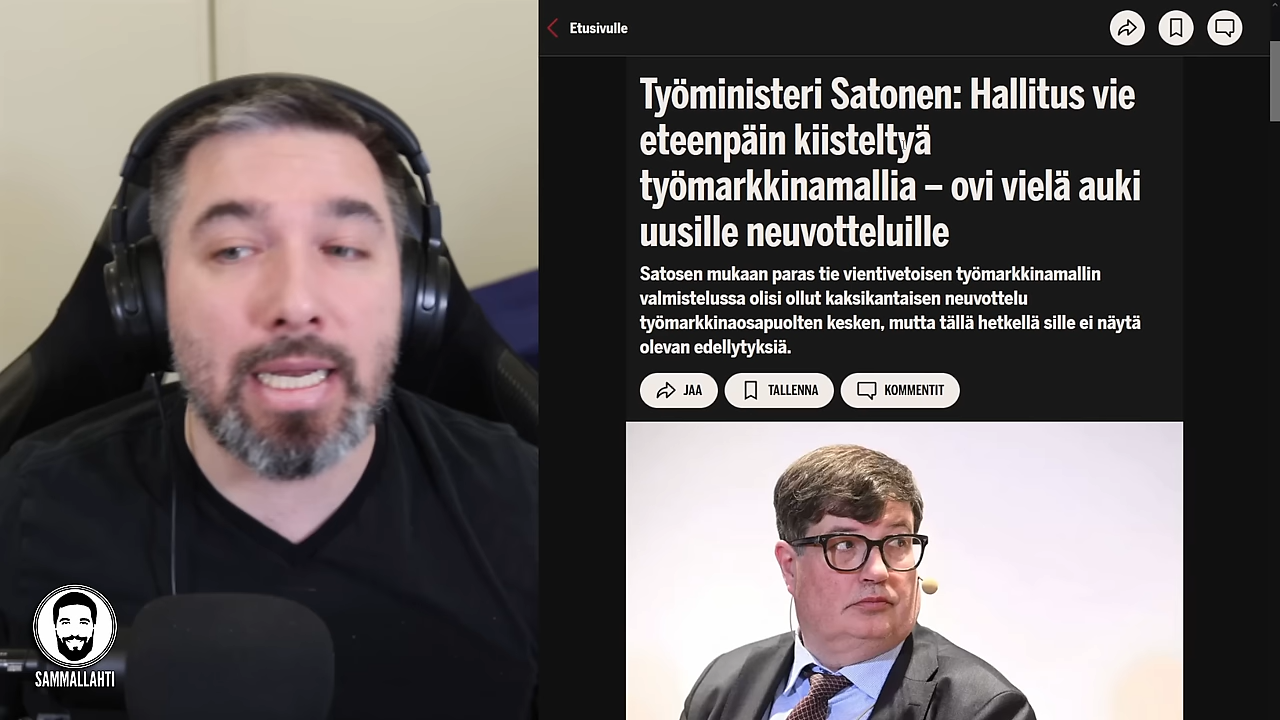 Etusivulle
Työministeri Satonen: Hallitus vie
eteenpäin kiisteltyä
työmarkkinamallia – ovi vielä auki
uusille neuvotteluille
Satosen mukaan paras tie vientivetoisen työmarkkinamallin
valmistelussa olisi ollut kaksikantaisen neuvottelu
työmarkkinaosapuolten kesken, mutta tällä hetkellä sille ei näytä
olevan edellytyksiä.
JAA
TALLENNA
KOMMENTIT
SAMMALLAHTI